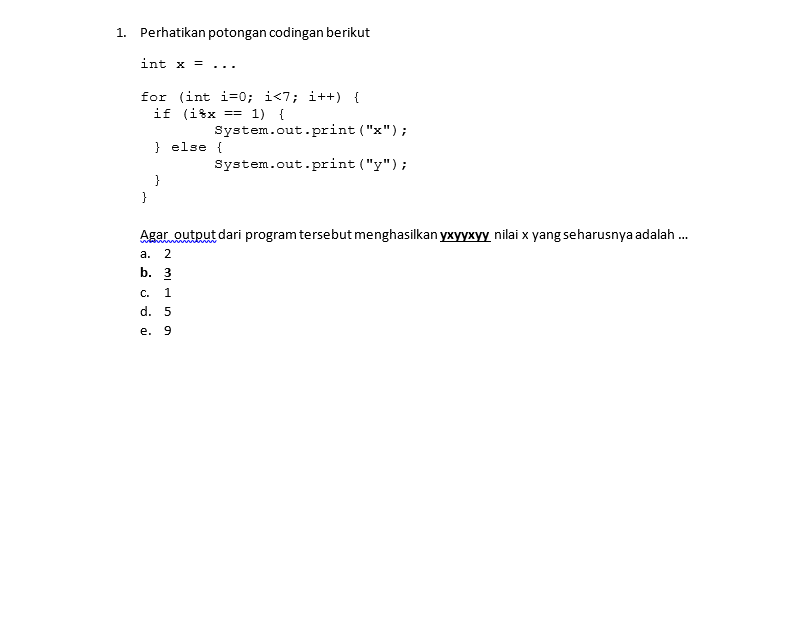 1. Perhatikan potongan codingan berikut
int x = ...
for (int i=0; i<7; i++) {
if (i%x == 1) {
System.out.print("x");
} else {
System.out.print("y");
}
}
Agar output dari program tersebut menghasilkan yxyyxyy nilai x yang seharusnya adalah ...
a. 2
b. 3
c. 1
d. 5
e. 9